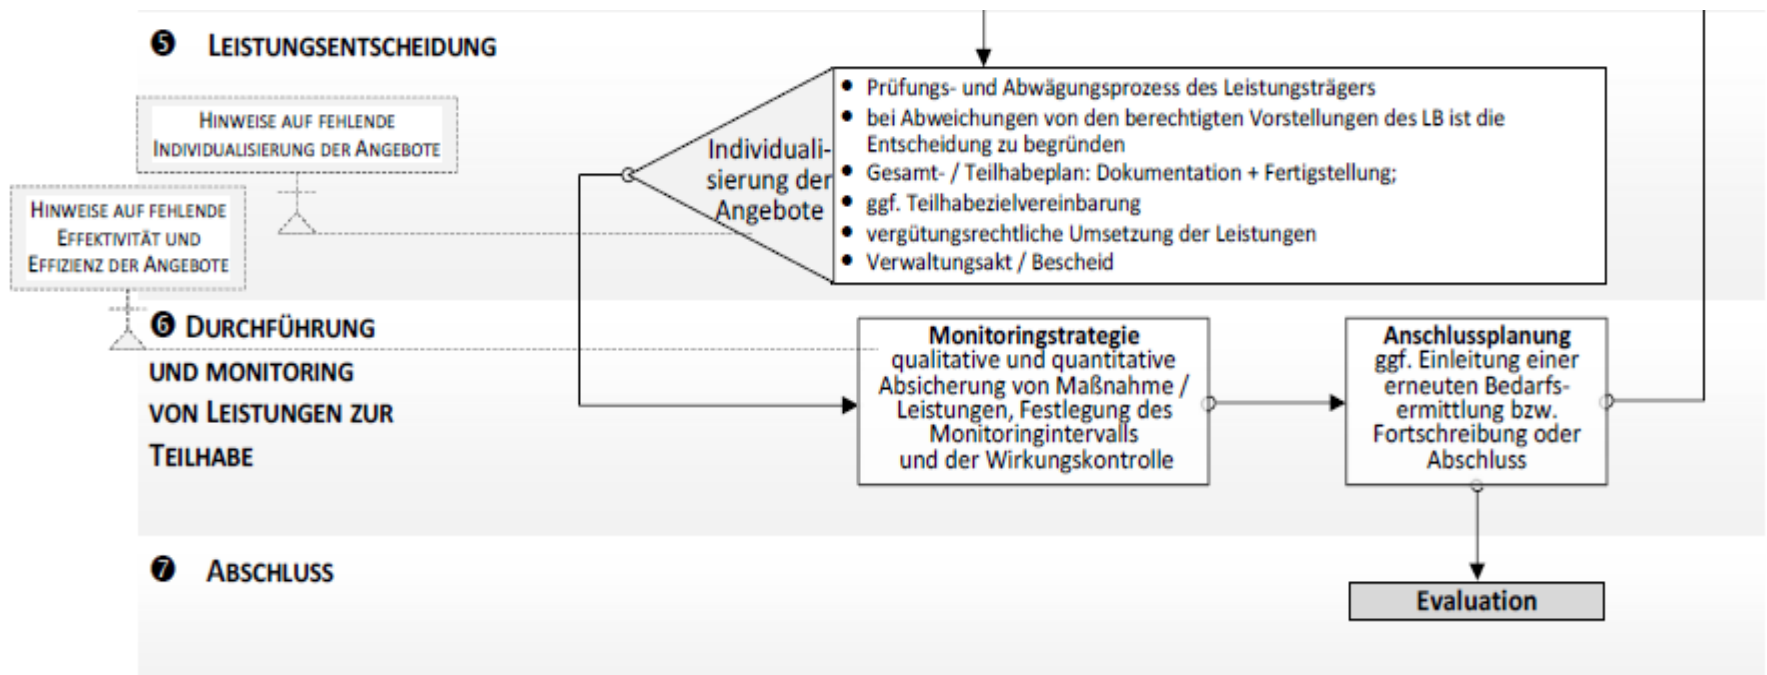 ❺ LEISTUNGSENTSCHEIDUNG
HINWEISE AUF FEHLENDE
INDIVIDUALISIERUNG DER ANGEBOTE
HINWEISE AUF FEHLENDE
EFFEKTIVITÄT UND
EFFIZIENZ DER ANGEBOTE
Individuali-
sierung der
Angebote
• Prüfungs- und Abwägungsprozess des Leistungsträgers
• bei Abweichungen von den berechtigten Vorstellungen des LB ist die
Entscheidung zu begründen
• Gesamt- / Teilhabeplan: Dokumentation + Fertigstellung;
• ggf. Teilhabezielvereinbarung
• vergütungsrechtliche Umsetzung der Leistungen
• Verwaltungsakt / Bescheid
❻ DURCHFÜHRUNG
UND MONITORING
VON LEISTUNGEN ZUR
TEILHABE
Monitoringstrategie
qualitative und quantitative
Absicherung von Maßnahme /
Leistungen, Festlegung des
Monitoringintervalls
und der Wirkungskontrolle
Anschlussplanung
ggf. Einleitung einer
erneuten Bedarfs-
ermittlung bzw.
Fortschreibung oder
Abschluss
❼ ABSCHLUSS
Evaluation